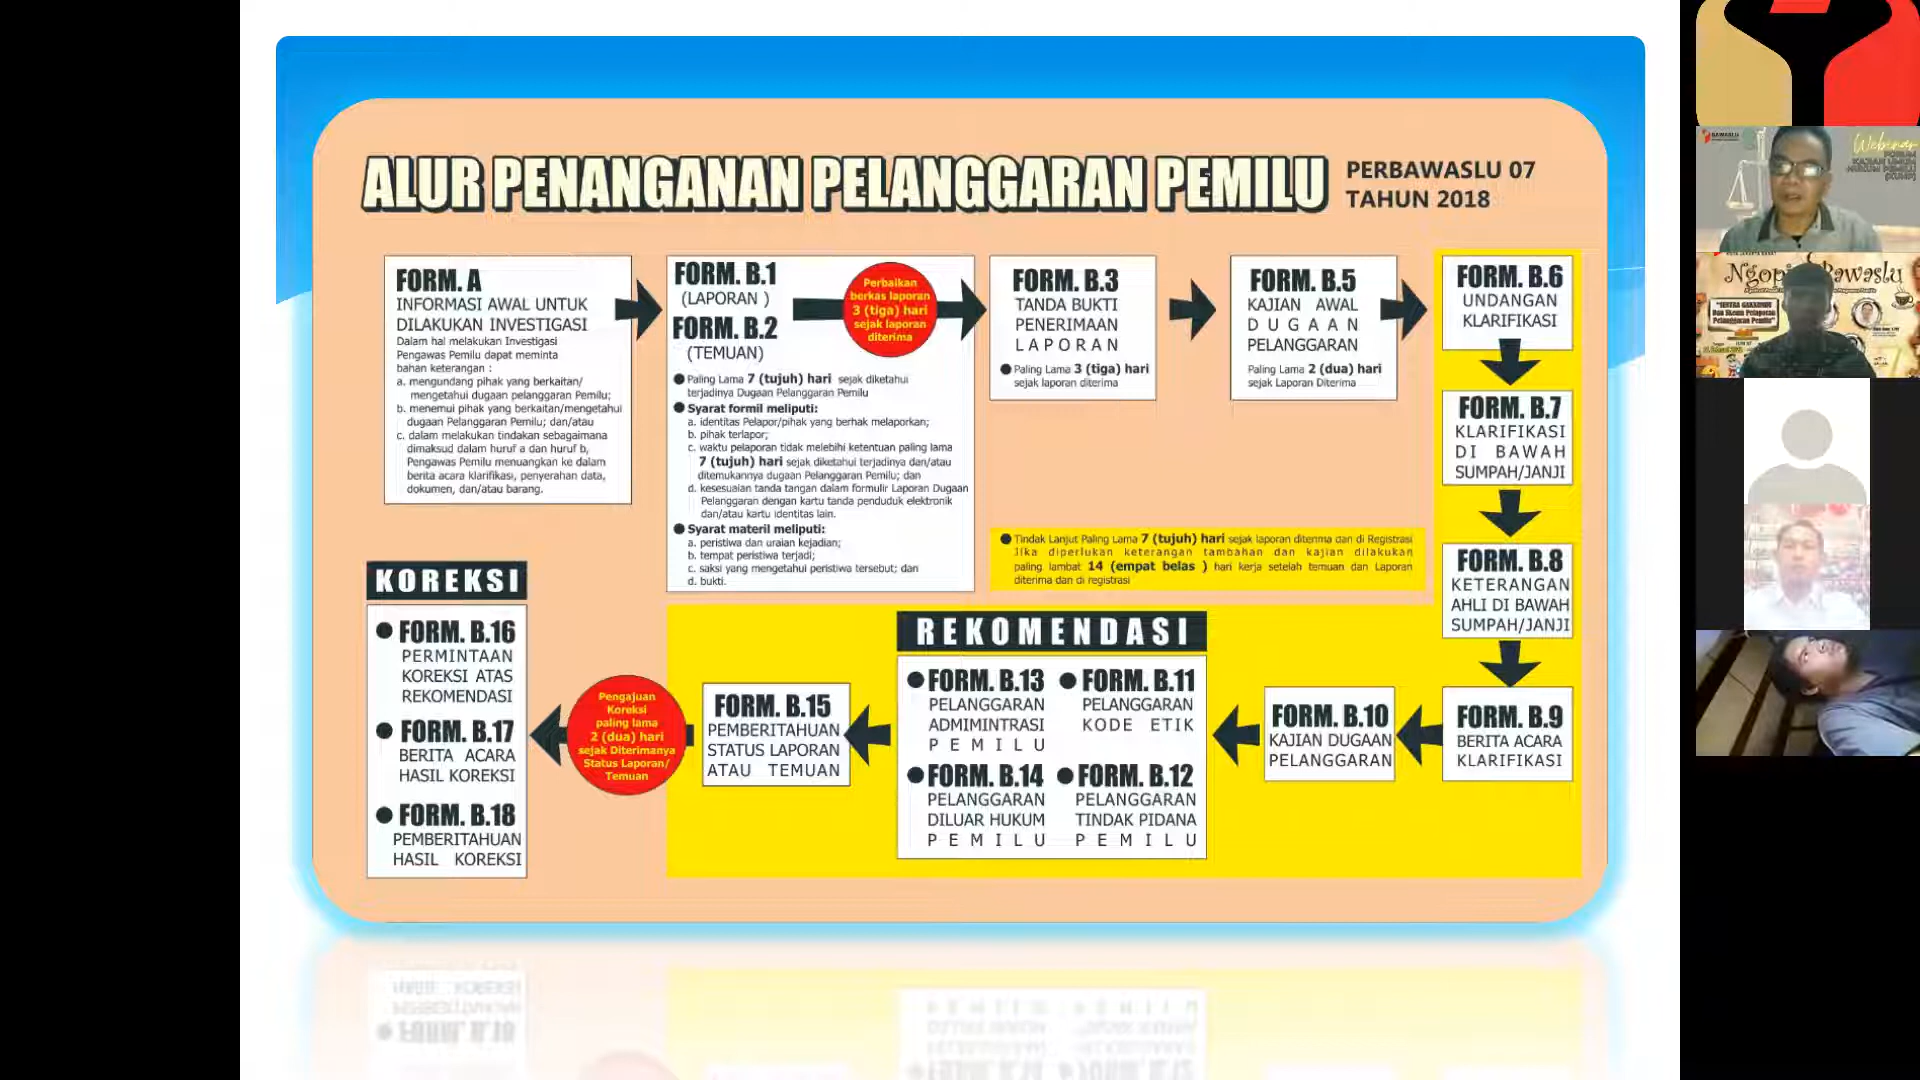 ALUR PENANGANAN PELANGGARAN PEMILU
PERBAWASLU 07
TAHUN 2018
FORM. A
INFORMASI AWAL UNTUK
DILAKUKAN INVESTIGASI
Dalam hal melakukan Investigasi
Pengawas Pemilu dapat meminta
bahan keterangan :
a. mengundang pihak yang berkaitan/
mengetahui dugaan pelanggaran Pemilu;
b. menemui pihak yang berkaitan/mengetahui
dugaan Pelanggaran Pemilu; dan/atau
c. dalam melakukan tindakan sebagaimana
dimaksud dalam huruf a dan huruf b,
Pengawas Pemilu menuangkan ke dalam
berita acara klarifikasi, penyerahan data,
dokumen, dan/atau barang.
FORM. B.1
(LAPORAN )
FORM. B.2
(TEMUAN)
Perbaikan
berkas laporan
3 (tiga) hari
sejak laporan
diterima
● Paling Lama 7 (tujuh) hari sejak diketahui
terjadinya Dugaan Pelanggaran Pemilu
● Syarat formil meliputi:
a. identitas Pelapor/pihak yang berhak melaporkan;
b. pihak terlapor;
c. waktu pelaporan tidak melebihi ketentuan paling lama
7 (tujuh) hari sejak diketahui terjadinya dan/atau
ditemukannya dugaan Pelanggaran Pemilu; dan
d. kesesuaian tanda tangan dalam formulir Laporan Dugaan
Pelanggaran dengan kartu tanda penduduk elektronik
dan/atau kartu identitas lain.
● Syarat materil meliputi:
a. peristiwa dan uraian kejadian;
b. tempat peristiwa terjadi;
c. saksi yang mengetahui peristiwa tersebut; dan
d. bukti.
FORM. B.3
TANDA BUKTI
PENERIMAAN
LAPORAN
● Paling Lama 3 (tiga) hari
sejak laporan diterima
FORM. B.5
KAJIAN AWAL
DUGAAN
PELANGGARAN
Paling Lama 2 (dua) hari
sejak Laporan Diterima
FORM. B.6
UNDANGAN
KLARIFIKASI
FORM. B.7
KLARIFIKASI
DI BAWAH
SUMPAH/JANJI
● Tindak Lanjut Paling Lama 7 (tujuh) hari sejak laporan diterima dan di Registrasi
Jika diperlukan keterangan tambahan dan kajian dilakukan
paling lambat 14 (empat belas ) hari kerja setelah temuan dan Laporan
diterima dan di registrasi
FORM. B.8
KETERANGAN
AHLI DI BAWAH
SUMPAH/JANJI
FORM. B.9
BERITA ACARA
KLARIFIKASI
FORM. B.10
KAJIAN DUGAAN
PELANGGARAN
REKOMENDASI
● FORM. B.13
PELANGGARAN
ADMIMINTRASI
PEMILU
● FORM. B.11
PELANGGARAN
KODE ETIK
● FORM. B.14
PELANGGARAN
DILUAR HUKUM
PEMILU
● FORM. B.12
PELANGGARAN
TINDAK PIDANA
PEMILU
FORM. B.15
PEMBERITAHUAN
STATUS LAPORAN
ATAU TEMUAN
Pengajuan
Koreksi
paling lama
2 (dua) hari
sejak Diterimanya
Status Laporan/
Temuan
KOREKSI
● FORM. B.16
PERMINTAAN
KOREKSI ATAS
REKOMENDASI
● FORM. B.17
BERITA ACARA
HASIL KOREKSI
● FORM. B.18
PEMBERITAHUAN
HASIL KOREKSI
BAWASLU
Webinar
FORUM
KAJIAN UMUM
HUKUM PEMILU
Ngopi Bawaslu